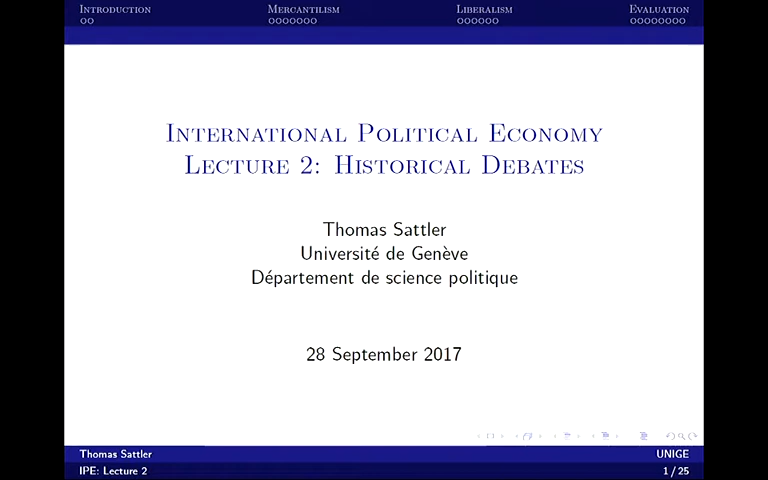 Introduction Mercantilism Liberalism Evaluation
International Political Economy
Lecture 2: Historical Debates
Thomas Sattler
Université de Genève
Département de science politique
28 September 2017
Thomas Sattler UNIGE
IPE: Lecture 2 1 / 25